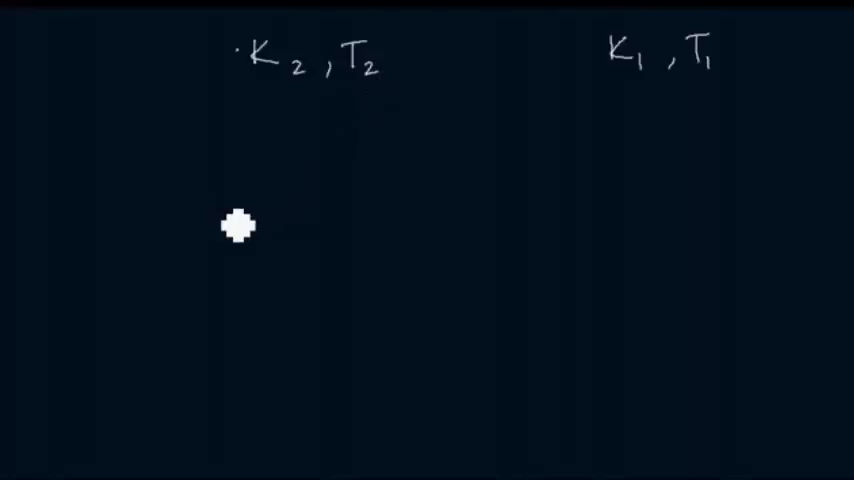 K₂, T₂ K₁, T₁